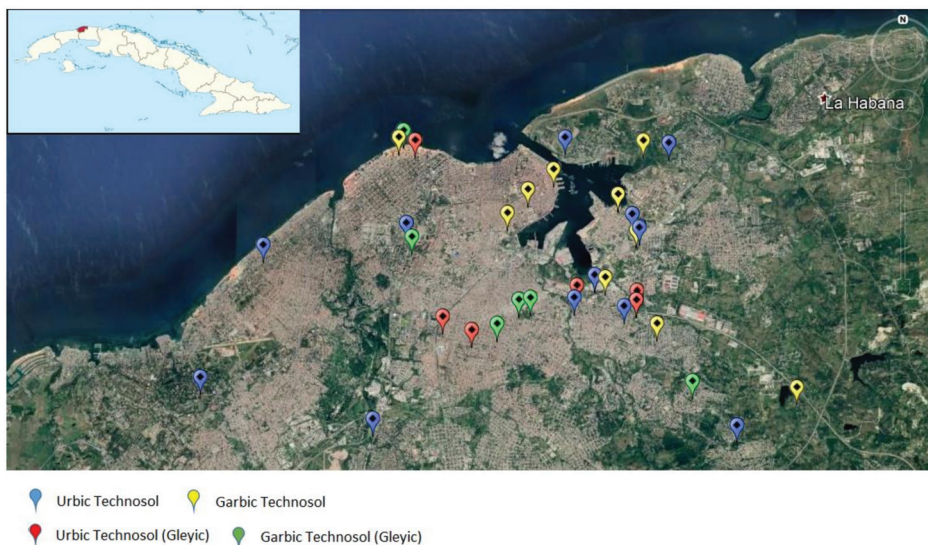 N
La Habana
Urbic Technosol
Garbic Technosol
Urbic Technosol (Gleyic)
Garbic Technosol (Gleyic)